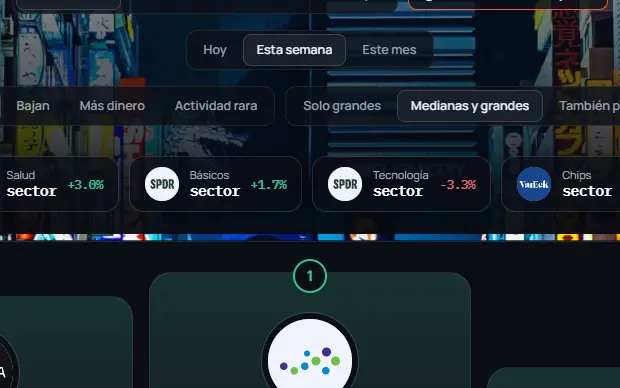 Hoy Esta semana Este mes
Bajan Más dinero Actividad rara Solo grandes Medianas y grandes También p
Salud
sector +3.0%
SPDR Básicos
sector +1.7%
SPDR Tecnología
sector -3.3%
VanEck Chips
sector
1
A